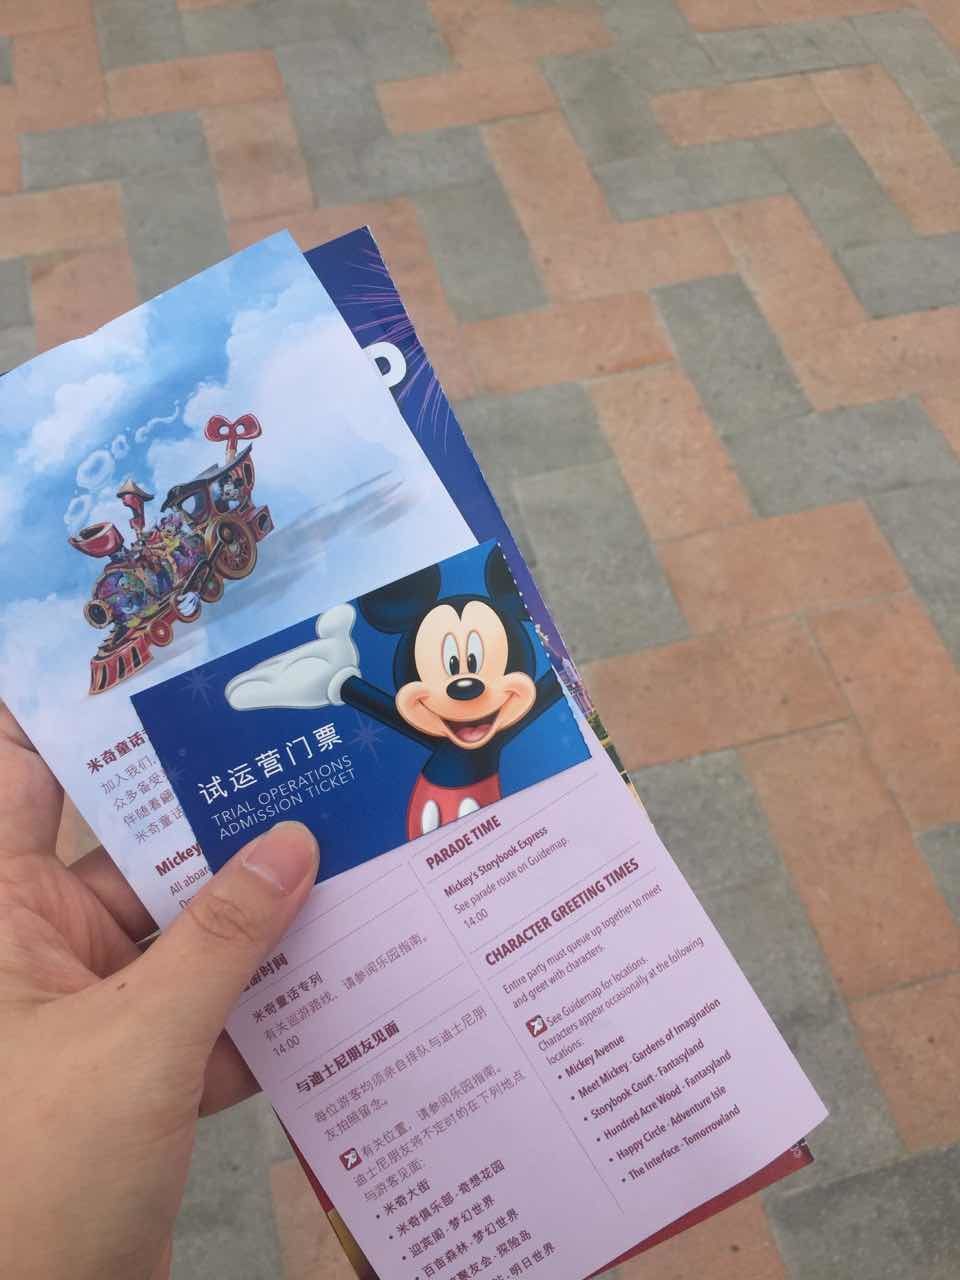 P
米奇童话
加入我们，
众多备受
伴随着
米奇童话
Mickey
All aboar
试运营门票
TRIAL OPERATIONS
ADMISSION TICKET
时间
米奇童话专列
有关巡游路线，请参阅乐园指南。
14:00
与迪士尼朋友见面
每位游客均须亲自排队与迪士尼朋
友拍照留念。
有关位置，请参阅乐园指南。
迪士尼朋友将不定时的在下列地点
与游客见面：
• 米奇大街
• 米奇俱乐部 · 奇想花园
• 迎宾阁 · 梦幻世界
• 百亩森林 · 梦幻世界
聚友会 · 探险岛
站 · 明日世界
PARADE TIME
Mickey's Storybook Express
See parade route on Guidemap.
14:00
CHARACTER GREETING TIMES
Entire party must queue up together to meet
and greet with characters.
See Guidemap for locations.
Characters appear occasionally at the following
locations:
• Mickey Avenue
• Meet Mickey · Gardens of Imagination
• Storybook Court · Fantasyland
• Hundred Acre Wood · Fantasyland
• Happy Circle · Adventure Isle
• The Interface · Tomorrowland